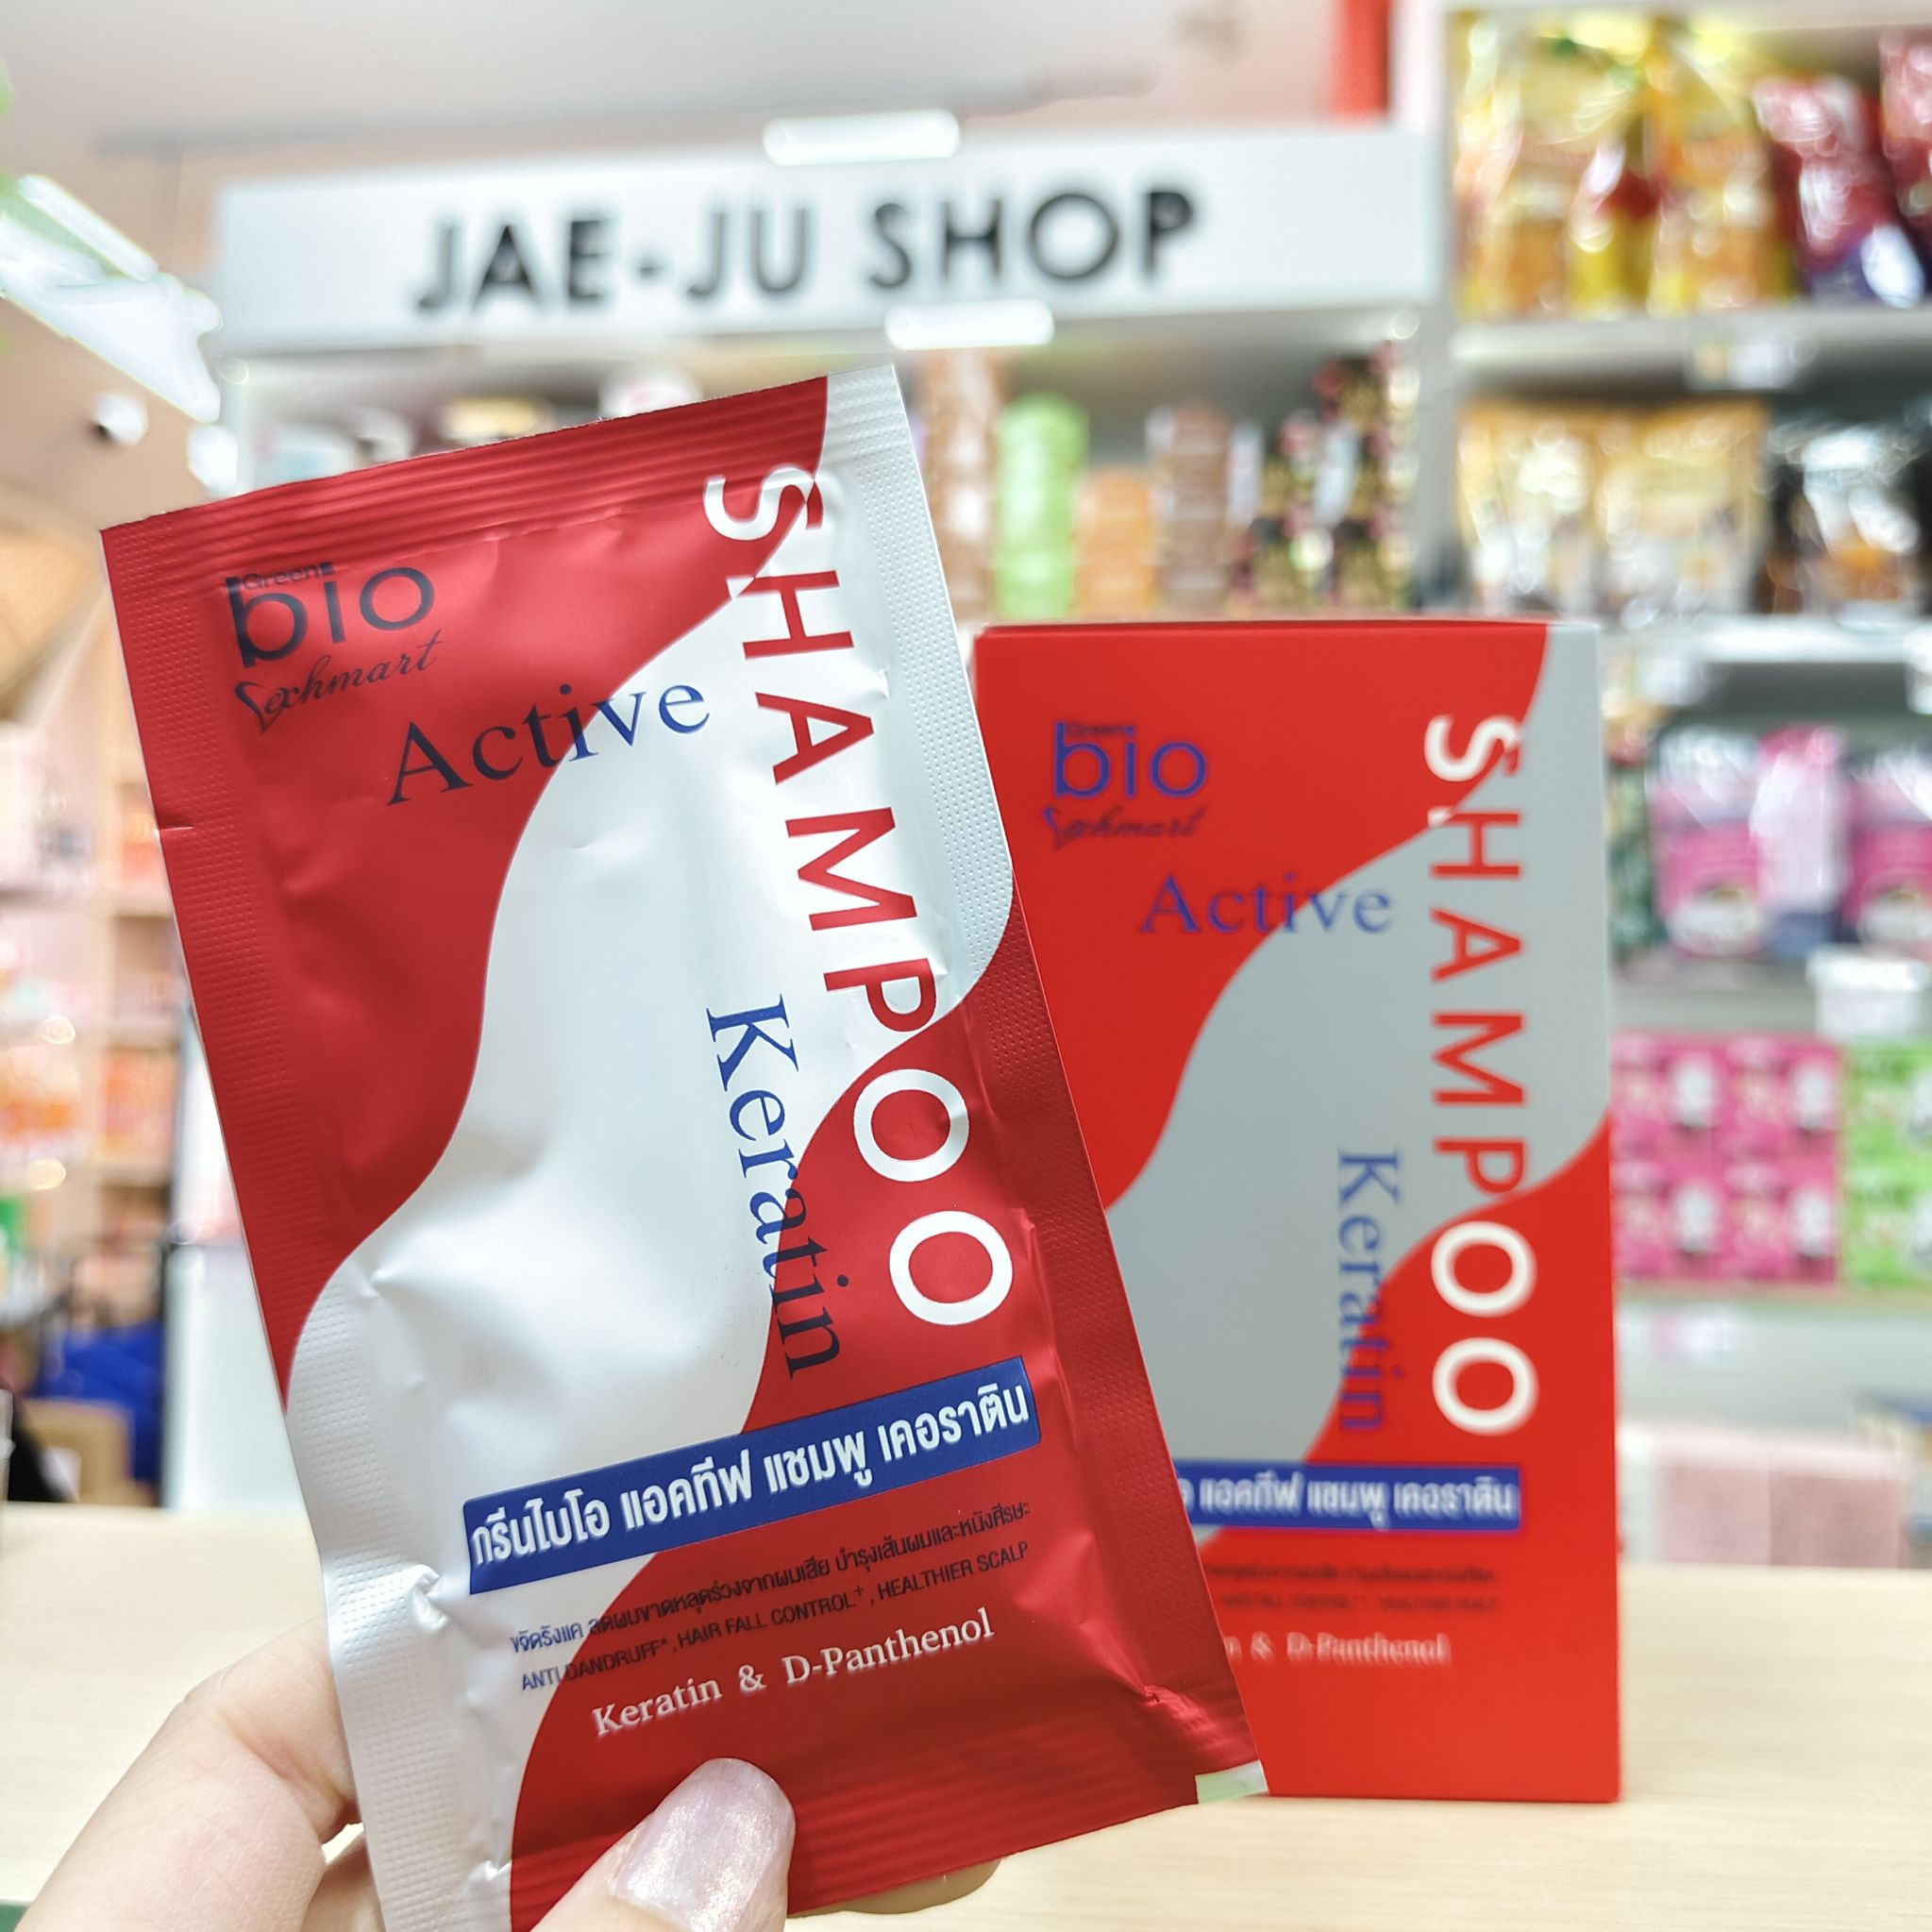 JAE-JU SHOP
Green
bio
Active
SHAMPOO
Keratin
กรีนไบโอ แอคทีฟ แชมพู เคอราติน
ขจัดรังแค ลดผมขาดหลุดร่วงจากผมเสีย บำรุงเส้นผมและหนังศีรษะ
ANTI DANDRUFF*, HAIR FALL CONTROL⁺, HEALTHIER SCALP
Keratin & D-Panthenol
Green
bio
Active
SHAMPOO
Keratin
แอคทีฟ แชมพู เคอราติน
& D-Panthenol